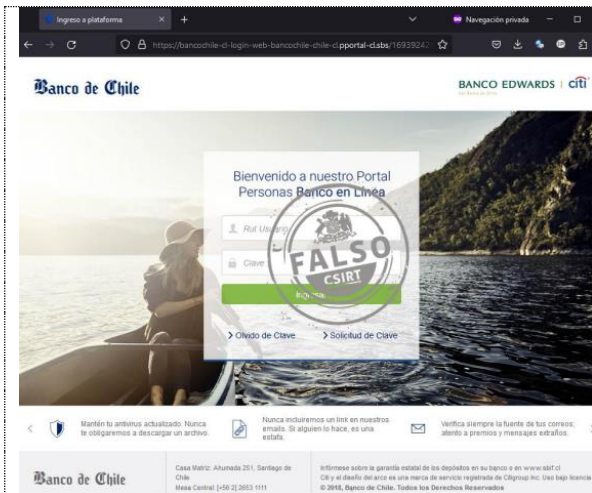 Ingreso a plataforma
Navegación privada
https://bancochile-cl-login-web-bancochile-chile-cl.pportal-cl.sbs/16939242
Banco de Chile
BANCO EDWARDS | citi
Bienvenido a nuestro Portal
Personas Banco en Línea
Rut Usuario
Clave
FALSO
CSIRT
Ingresar
> Olvido de Clave
> Solicitud de Clave
Mantén tu antivirus actualizado. Nunca
te obligaremos a descargar un archivo.
Nunca incluiremos un link en nuestros
emails. Si alguien lo hace, es una
estafa.
Verifica siempre la fuente de tus correos,
atento a premios y mensajes extraños.
Banco de Chile
Casa Matriz: Ahumada 251, Santiago de
Chile
Mesa Central: [+56 2] 2653 1111
Infórmese sobre la garantía estatal de los depósitos en su banco o en www.sbif.cl
Citi y el diseño del arco es una marca de servicio registrada de Citigroup Inc. Uso bajo licencia
© 2018, Banco de Chile. Todos los Derechos Reservados